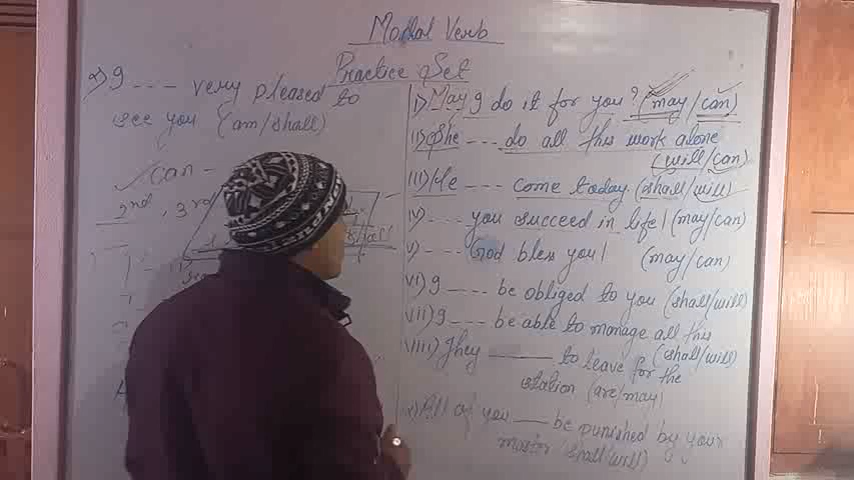 Modal Verb
Practice Set
x) I ---- very pleased to
see you (am/shall)
can -
2nd, 3rd
i) May I do it for you? (may/can)
ii) She --- do all this work alone
(will/can)
III) He ---- come today (shall/will)
iv) ---- you succeed in life! (may/can)
v) ---- God bless you! (may/can)
vi) I ---- be obliged to you (shall/will)
vii) I ---- be able to manage all this
(shall/will)
VIII) They ____ to leave for the
station (are/may)
x) All of you ___ be punished by your
master (shall/will)